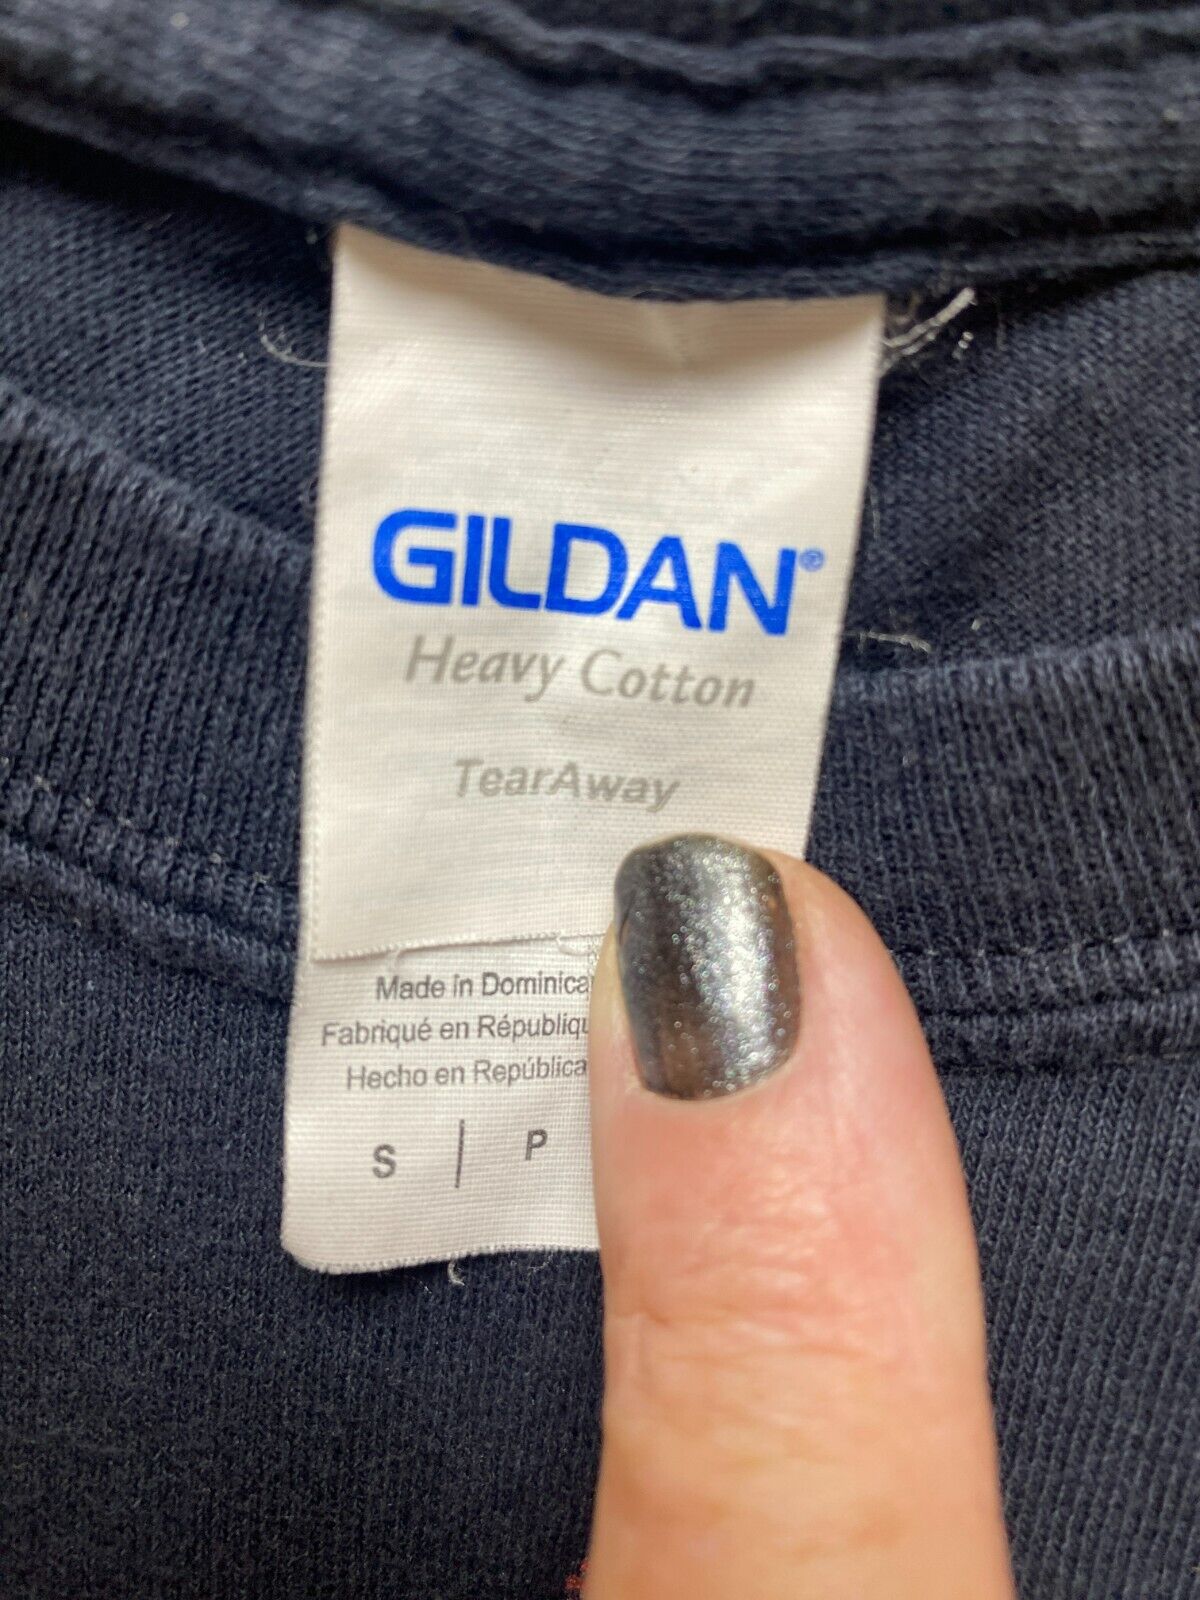 GILDAN®
Heavy Cotton
TearAway
Made in Dominica
Fabriqué en Républiqu
Hecho en República
S | P